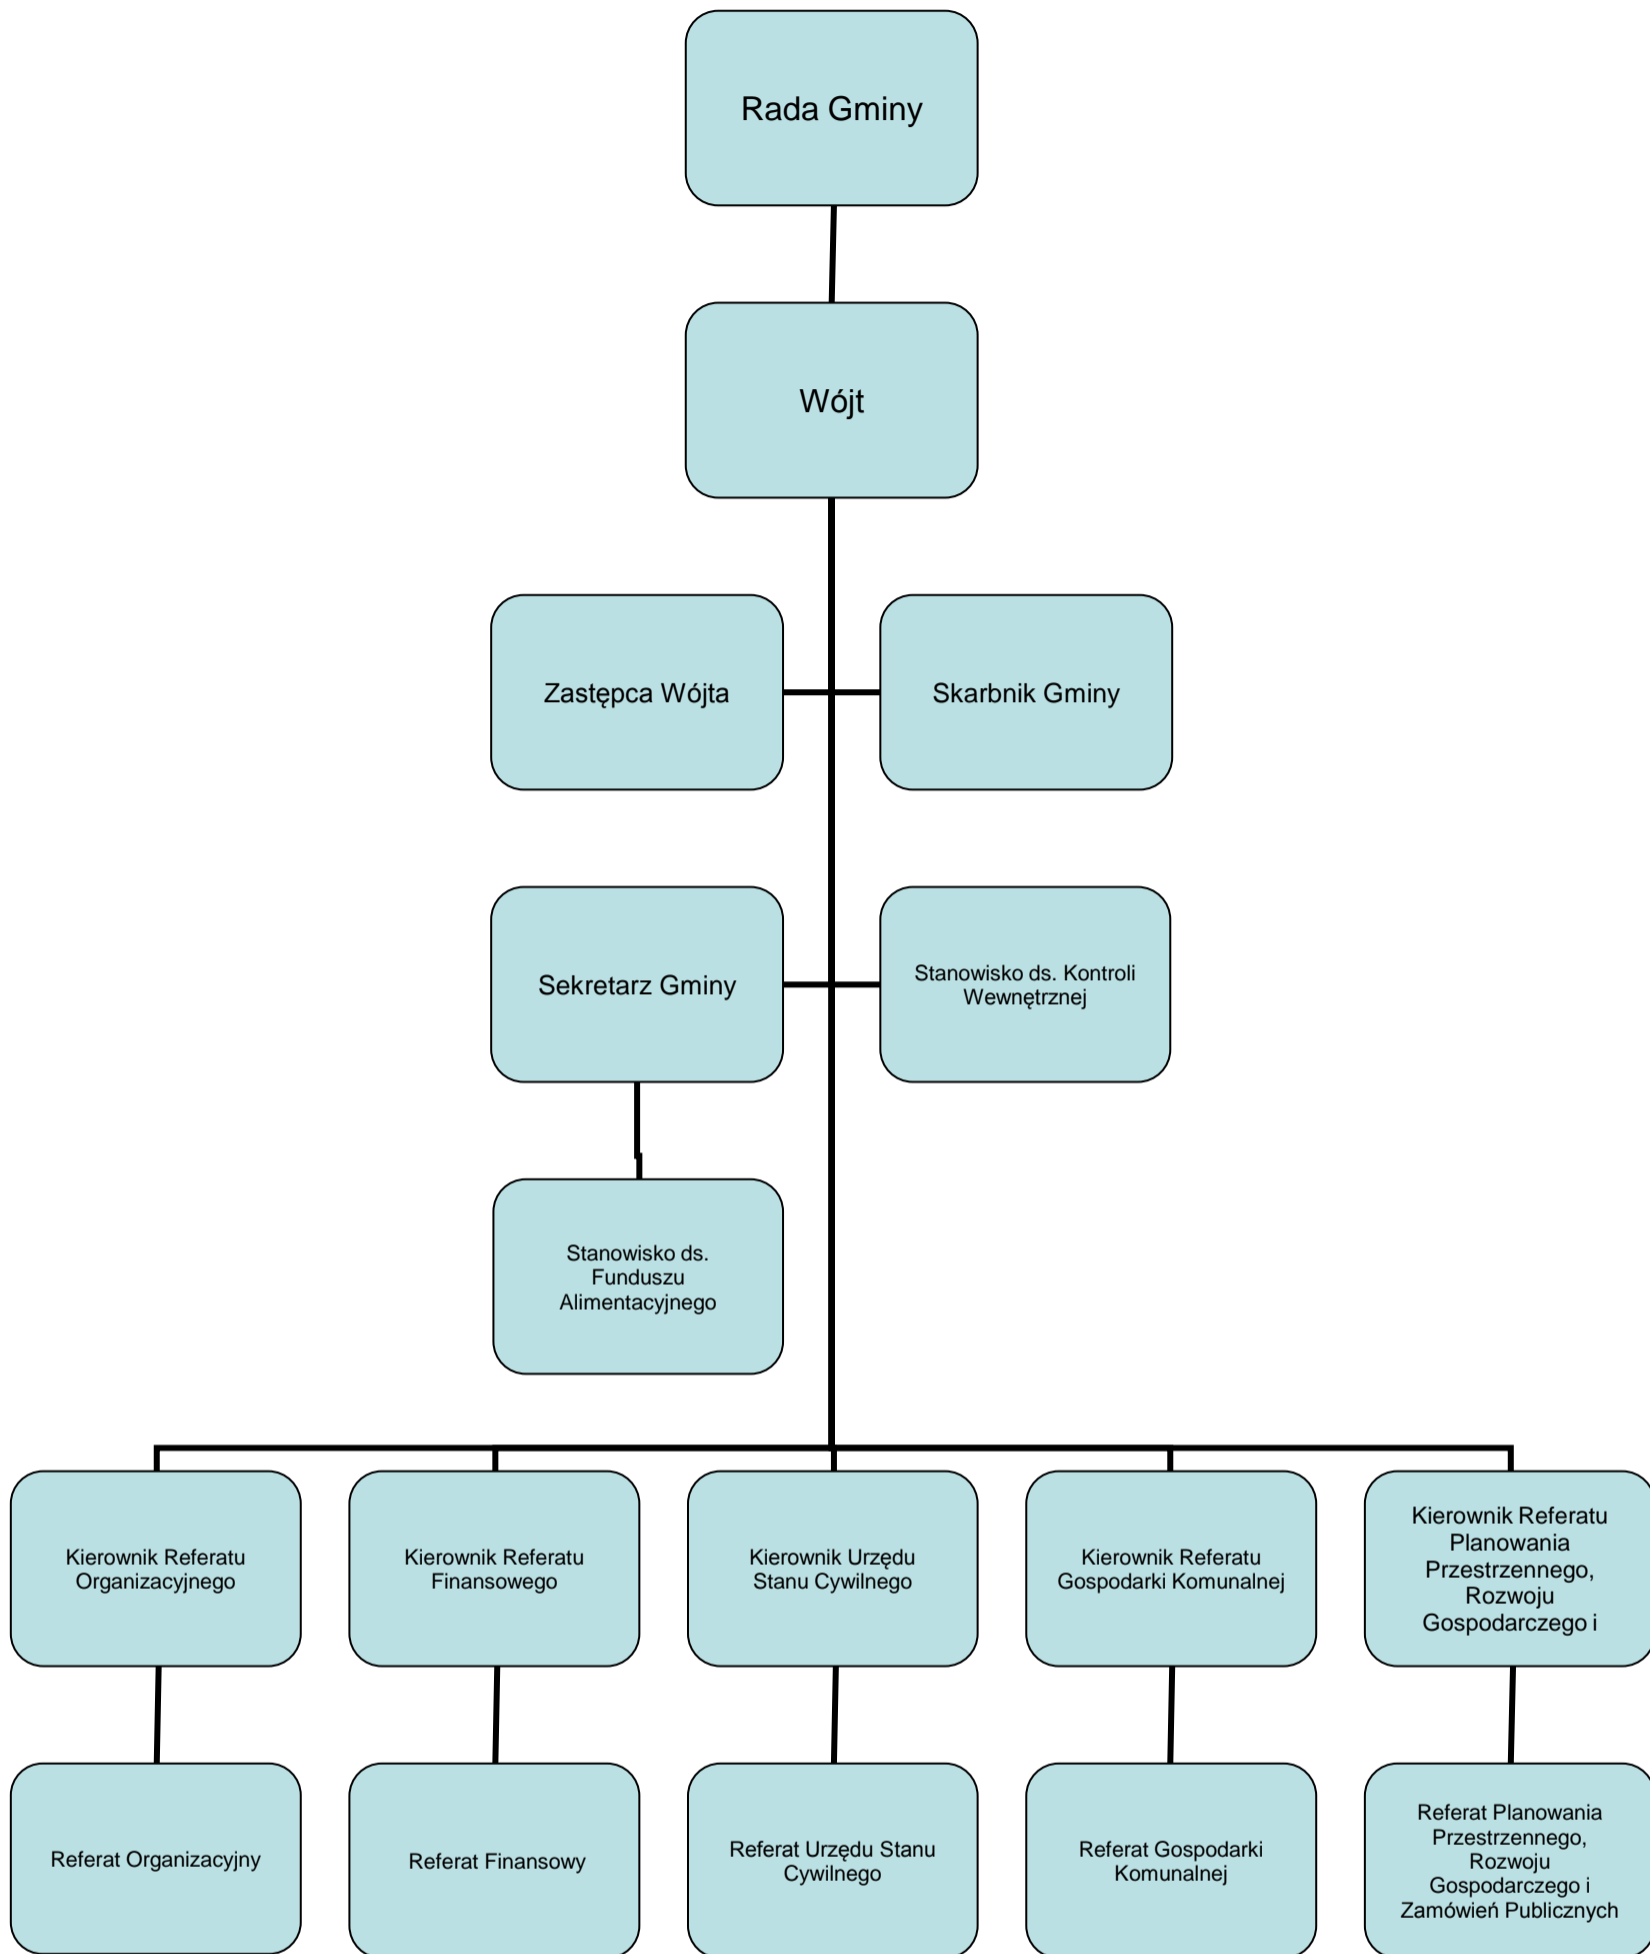 Rada Gminy
Wójt
Zastępca Wójta
Skarbnik Gminy
Sekretarz Gminy
Stanowisko ds. Kontroli
Wewnętrznej
Stanowisko ds.
Funduszu
Alimentacyjnego
Kierownik Referatu
Organizacyjnego
Kierownik Referatu
Finansowego
Kierownik Urzędu
Stanu Cywilnego
Kierownik Referatu
Gospodarki Komunalnej
Kierownik Referatu
Planowania
Przestrzennego,
Rozwoju
Gospodarczego i
Referat Organizacyjny
Referat Finansowy
Referat Urzędu Stanu
Cywilnego
Referat Gospodarki
Komunalnej
Referat Planowania
Przestrzennego,
Rozwoju
Gospodarczego i
Zamówień Publicznych